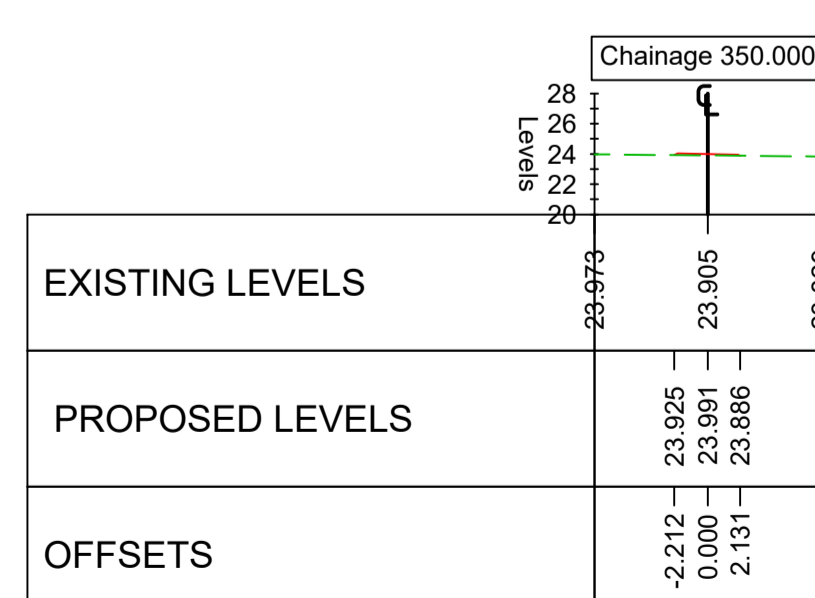 Chainage 350.000
℄
28
26
24
22
20
Levels
EXISTING LEVELS
23.973
23.905
PROPOSED LEVELS
23.925
23.991
23.886
OFFSETS
-2.212
0.000
2.131